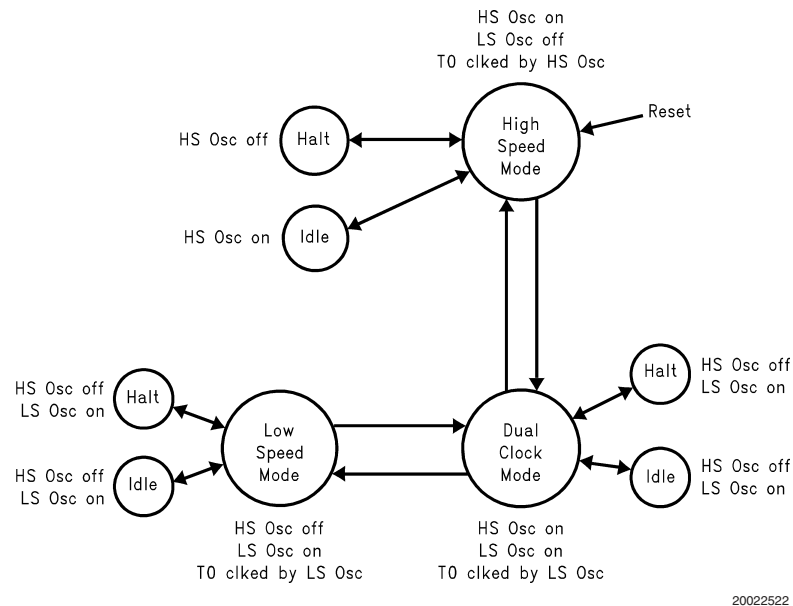 HS Osc on
LS Osc off
T0 clked by HS Osc
Reset
High
Speed
Mode
HS Osc off
Halt
HS Osc on
Idle
HS Osc off
LS Osc on
Halt
HS Osc off
LS Osc on
Idle
Low
Speed
Mode
HS Osc off
LS Osc on
T0 clked by LS Osc
Dual
Clock
Mode
HS Osc on
LS Osc on
T0 clked by LS Osc
Halt
HS Osc off
LS Osc on
Idle
HS Osc off
LS Osc on
20022522